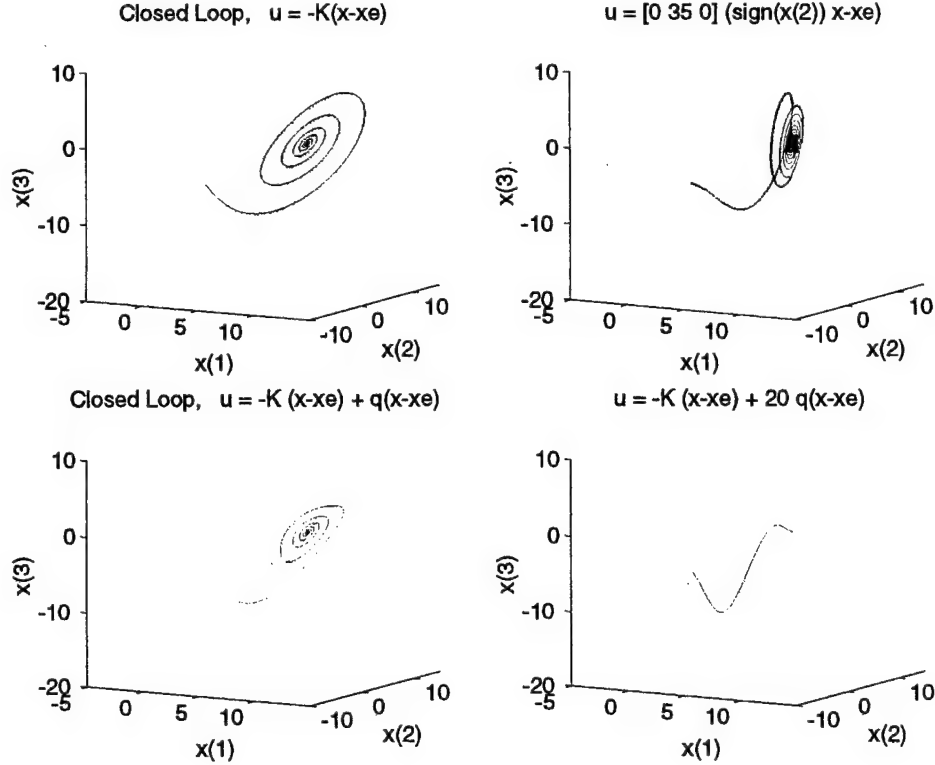 Closed Loop, u = -K(x-xe)
u = [0 35 0] (sign(x(2)) x-xe)
10
0
-10
-20
x(3)
-5
0
5
10
x(1)
-10
0
10
x(2)
10
0
-10
-20
x(3)
-5
0
5
10
x(1)
-10
0
10
x(2)
Closed Loop, u = -K (x-xe) + q(x-xe)
u = -K (x-xe) + 20 q(x-xe)
10
0
-10
-20
x(3)
-5
0
5
10
x(1)
-10
0
10
x(2)
10
0
-10
-20
x(3)
-5
0
5
10
x(1)
-10
0
10
x(2)